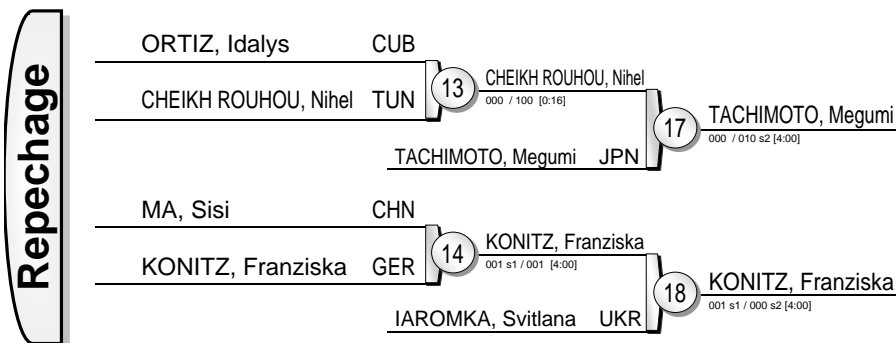 Repechage
ORTIZ, Idalys CUB
CHEIKH ROUHOU, Nihel TUN
13
CHEIKH ROUHOU, Nihel
000 / 100 [0:16]
TACHIMOTO, Megumi JPN
17
TACHIMOTO, Megumi
000 / 010 s2 [4:00]
MA, Sisi CHN
KONITZ, Franziska GER
14
KONITZ, Franziska
001 s1 / 001 [4:00]
IAROMKA, Svitlana UKR
18
KONITZ, Franziska
001 s1 / 000 s2 [4:00]